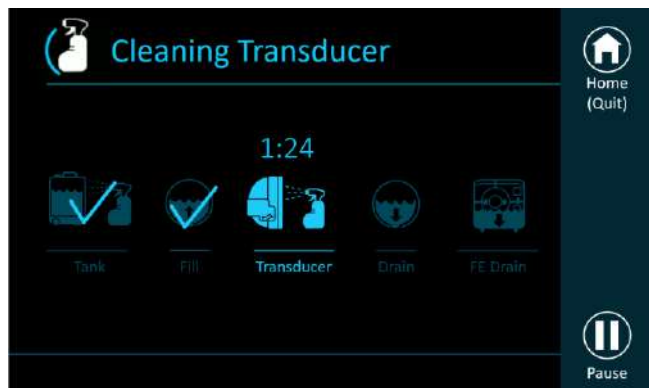 Cleaning Transducer
Home
(Quit)
1:24
Tank
Fill
Transducer
Drain
FE Drain
Pause